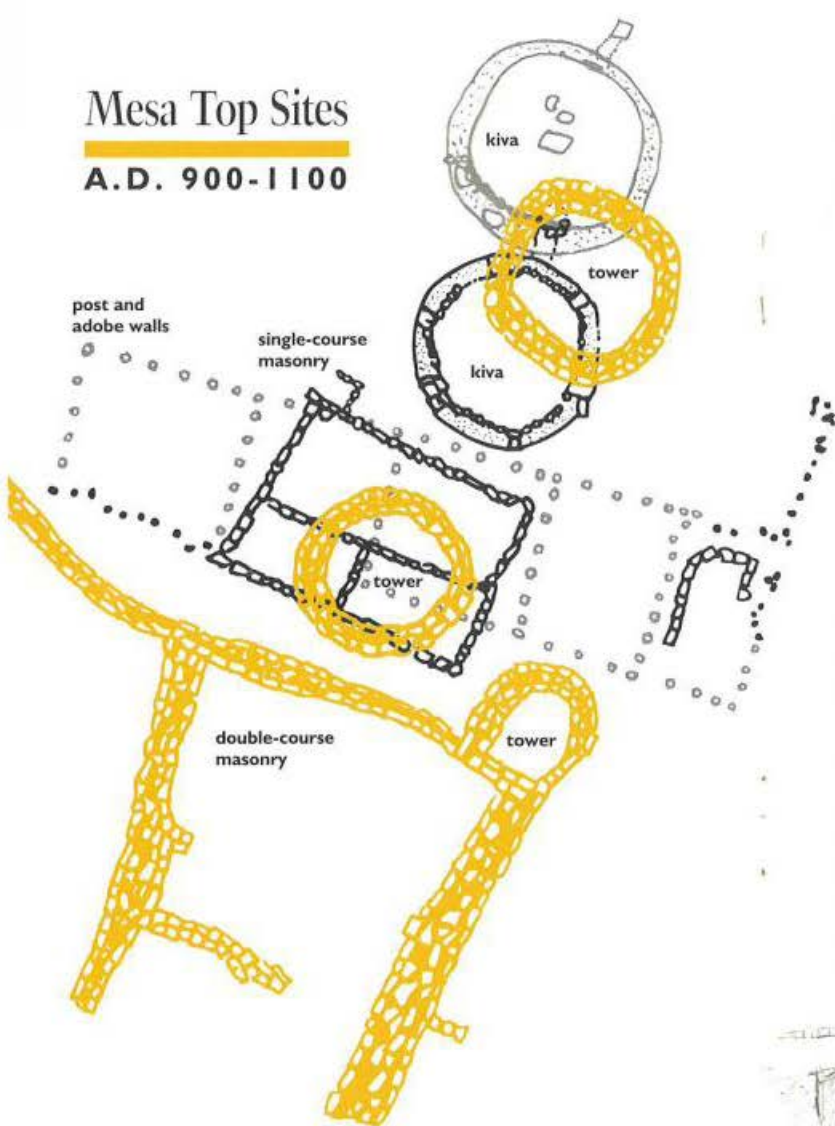 Mesa Top Sites
A.D. 900-1100
kiva
tower
post and
adobe walls
single-course
masonry
kiva
tower
double-course
masonry
tower